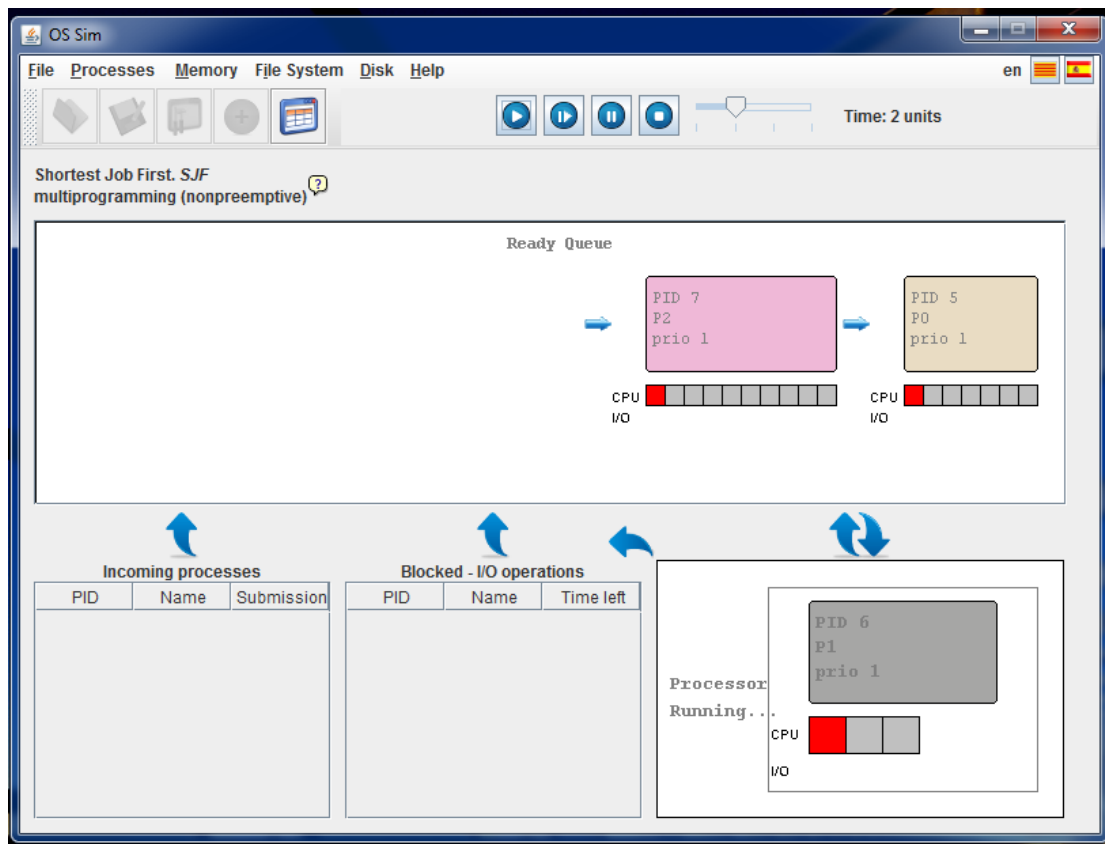 OS Sim
File Processes Memory File System Disk Help
en
Time: 2 units
Shortest Job First. SJF
multiprogramming (nonpreemptive)
?
Ready Queue
PID 7
P2
prio 1
CPU
I/O
PID 5
P0
prio 1
CPU
I/O
Incoming processes
PID Name Submission
Blocked - I/O operations
PID Name Time left
Processor
Running...
PID 6
P1
prio 1
CPU
I/O